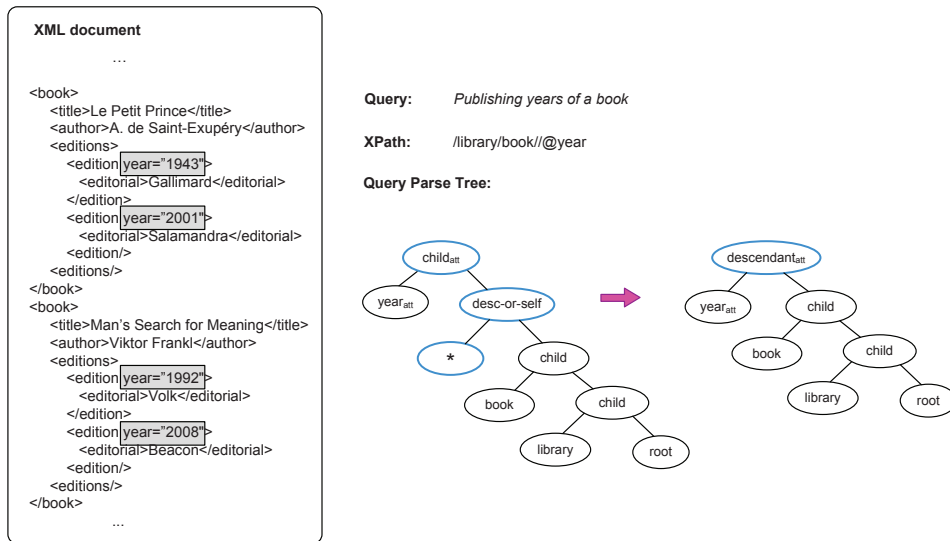 XML document
...
<book>
<title>Le Petit Prince</title>
<author>A. de Saint-Exupéry</author>
<editions>
<edition year="1943">
<editorial>Gallimard</editorial>
</edition>
<edition year="2001">
<editorial>Salamandra</editorial>
<edition/>
<editions/>
</book>
<book>
<title>Man's Search for Meaning</title>
<author>Viktor Frankl</author>
<editions>
<edition year="1992">
<editorial>Volk</editorial>
</edition>
<edition year="2008">
<editorial>Beacon</editorial>
<edition/>
<editions/>
</book>
...
Query: Publishing years of a book
XPath: /library/book//@year
Query Parse Tree:
childatt
yearatt
desc-or-self
*
child
book
child
library
root
descendantatt
yearatt
child
book
child
library
root